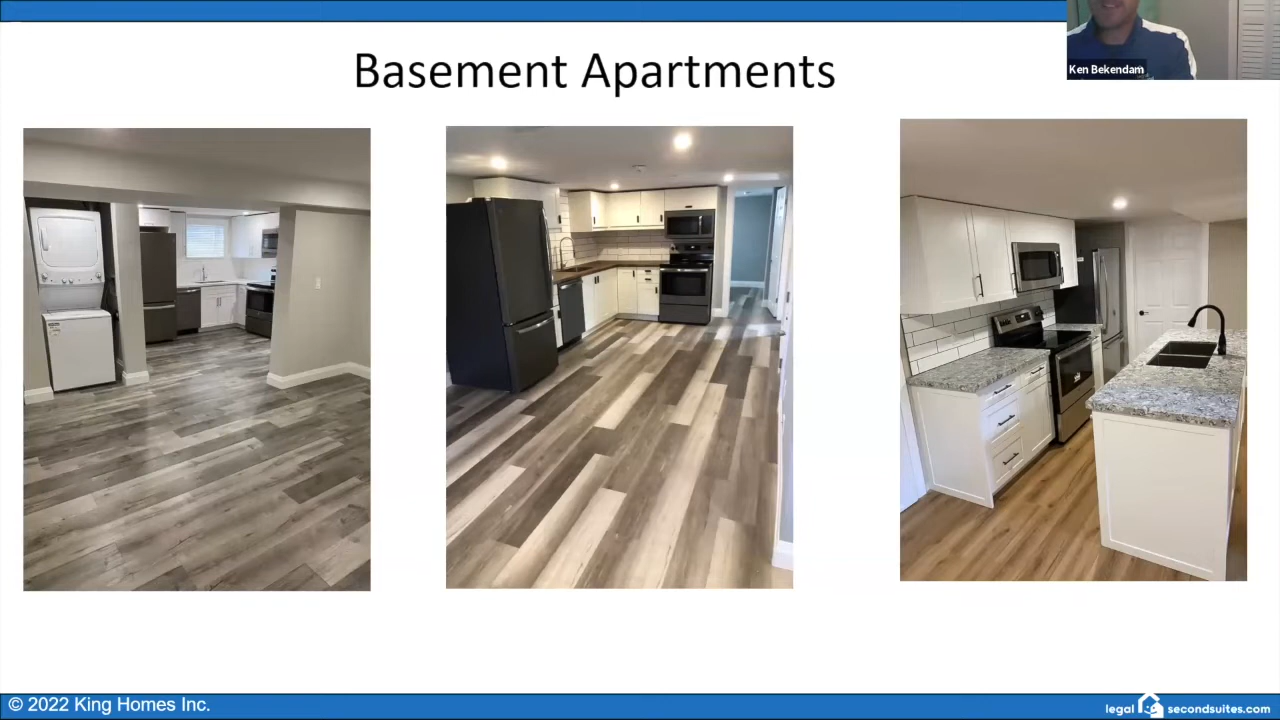 Ken Bekendam
Basement Apartments
© 2022 King Homes Inc.
legal secondsuites.com